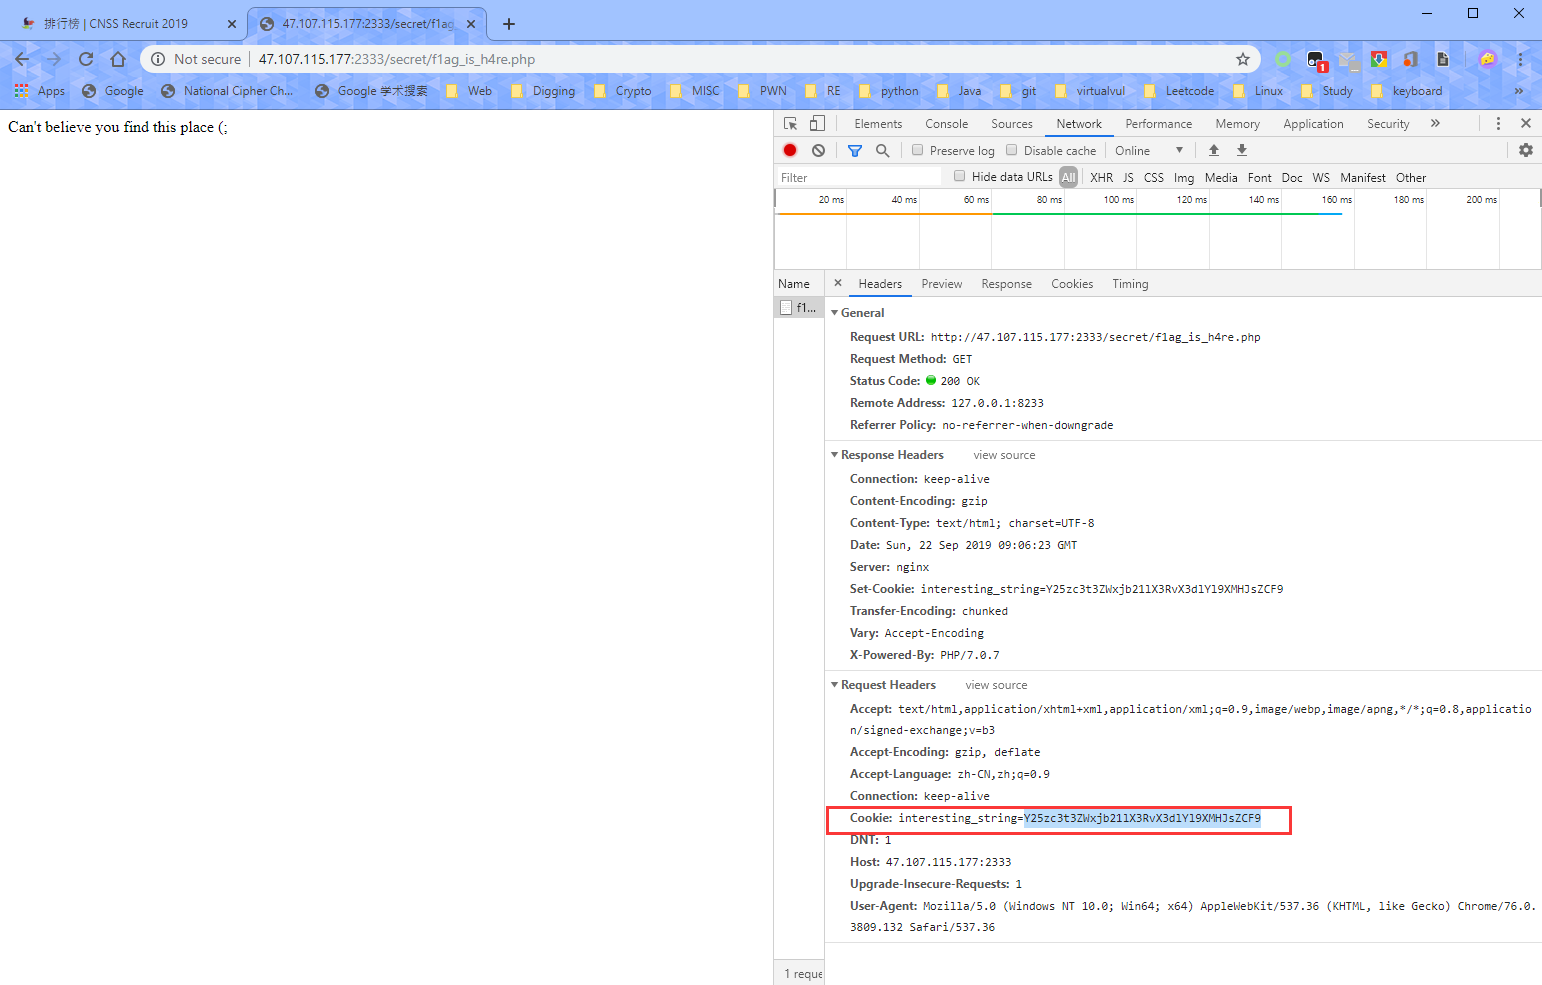 排行榜 | CNSS Recruit 2019
47.107.115.177:2333/secret/f1ag
Not secure
47.107.115.177:2333/secret/f1ag_is_h4re.php
1
Apps Google National Cipher Ch... Google 学术搜索 Web Digging Crypto MISC PWN RE python Java git virtualvul Leetcode Linux Study keyboard »
Can't believe you find this place (;
Elements Console Sources Network Performance Memory Application Security »
Preserve log Disable cache Online
Filter Hide data URLs All XHR JS CSS Img Media Font Doc WS Manifest Other
20 ms 40 ms 60 ms 80 ms 100 ms 120 ms 140 ms 160 ms 180 ms 200 ms
Name Headers Preview Response Cookies Timing
f1...
General
Request URL: http://47.107.115.177:2333/secret/f1ag_is_h4re.php
Request Method: GET
Status Code: 200 OK
Remote Address: 127.0.0.1:8233
Referrer Policy: no-referrer-when-downgrade
Response Headers view source
Connection: keep-alive
Content-Encoding: gzip
Content-Type: text/html; charset=UTF-8
Date: Sun, 22 Sep 2019 09:06:23 GMT
Server: nginx
Set-Cookie: interesting_string=Y25zc3t3ZWxjb21lX3RvX3dlYl9XMHJsZCF9
Transfer-Encoding: chunked
Vary: Accept-Encoding
X-Powered-By: PHP/7.0.7
Request Headers view source
Accept: text/html,application/xhtml+xml,application/xml;q=0.9,image/webp,image/apng,*/*;q=0.8,applicatio
n/signed-exchange;v=b3
Accept-Encoding: gzip, deflate
Accept-Language: zh-CN,zh;q=0.9
Connection: keep-alive
Cookie: interesting_string=Y25zc3t3ZWxjb21lX3RvX3dlYl9XMHJsZCF9
DNT: 1
Host: 47.107.115.177:2333
Upgrade-Insecure-Requests: 1
User-Agent: Mozilla/5.0 (Windows NT 10.0; Win64; x64) AppleWebKit/537.36 (KHTML, like Gecko) Chrome/76.0.
3809.132 Safari/537.36
1 reque